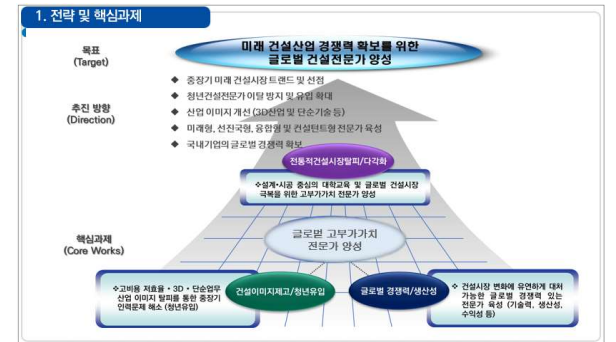 1. 전략 및 핵심과제
목표
(Target)
미래 건설산업 경쟁력 확보를 위한
글로벌 건설전문가 양성
추진 방향
(Direction)
◆ 중장기 미래 건설시장 트랜드 및 선점
◆ 청년건설전문가 이탈 방지 및 유입 확대
◆ 산업 이미지 개선 (3D산업 및 단순기술 등)
◆ 미래형, 선진국형, 융합형 및 컨설턴트형 전문가 육성
◆ 국내기업의 글로벌 경쟁력 확보
전통적건설시장탈피/다각화
❖설계•시공 중심의 대학교육 및 글로벌 건설시장
극복을 위한 고부가가치 전문가 양성
핵심과제
(Core Works)
글로벌 고부가가치
전문가 양성
❖고비용 저효율•3D•단순업무
산업 이미지 탈피를 통한 중장기
인력문제 해소 (청년유입)
건설이미지제고/청년유입
글로벌 경쟁력/생산성
❖ 건설시장 변화에 유연하게 대처
가능한 글로벌 경쟁력 있는
전문가 육성 (기술력, 생산성,
수익성 등)